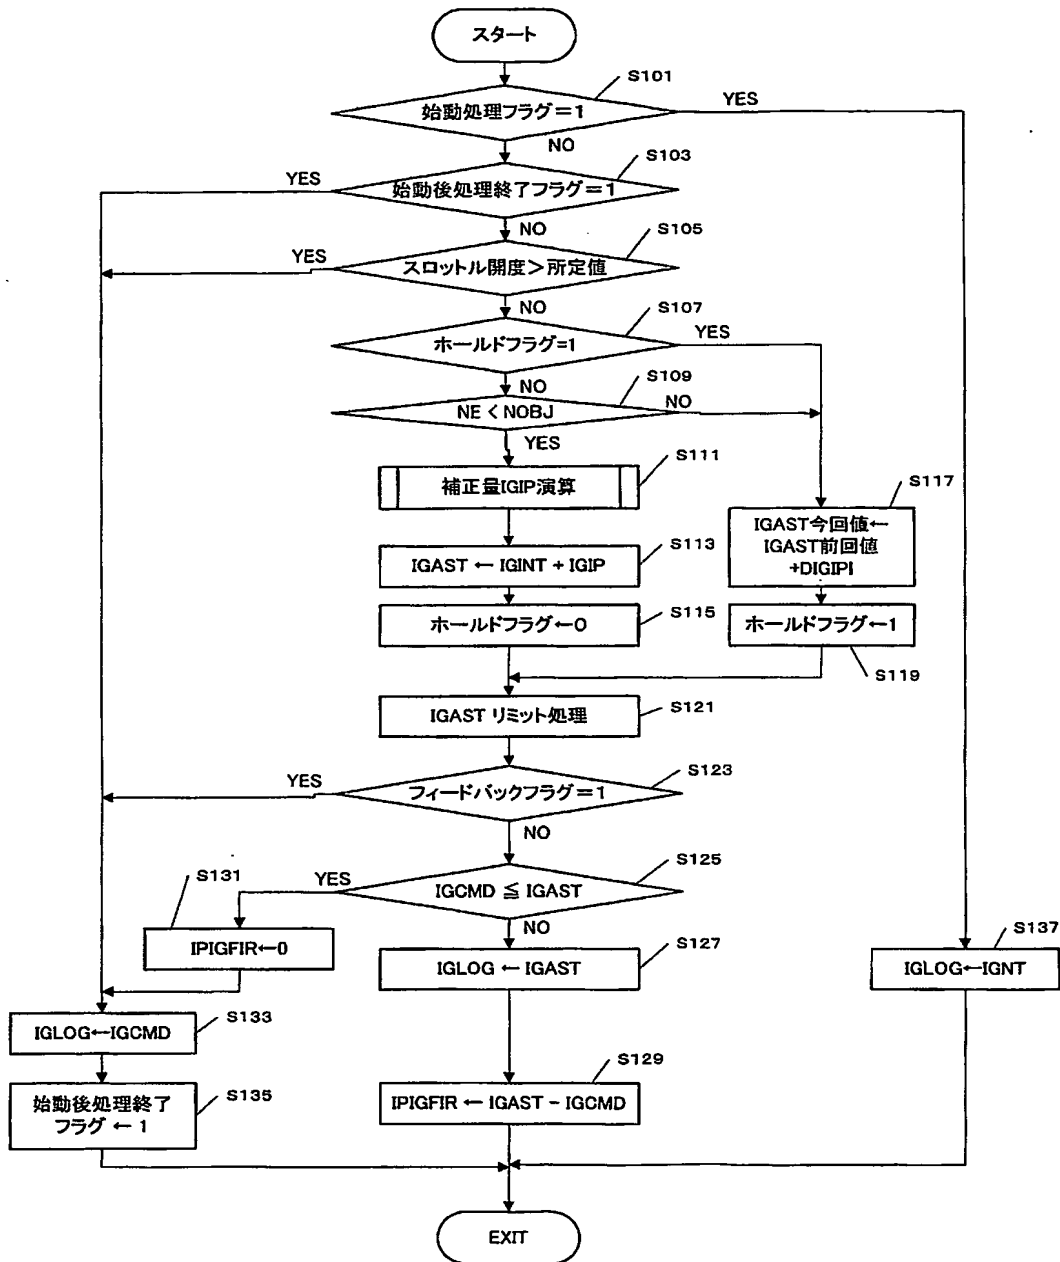 スタート
S101
始動処理フラグ=1
YES
NO
S103
YES
始動後処理終了フラグ=1
NO
S105
YES
スロットル開度>所定値
NO
S107
ホールドフラグ=1
YES
NO
S109
NE < NOBJ
NO
YES
S111
補正量IGIP演算
S117
IGAST今回値←
IGAST前回値
+DIGIPI
S113
IGAST ← IGINT + IGIP
S115
ホールドフラグ←0
ホールドフラグ←1
S119
S121
IGAST リミット処理
S123
YES
フィードバックフラグ=1
NO
S125
S131
YES
IGCMD ≦ IGAST
NO
IPIGFIR←0
S127
IGLOG ← IGAST
S137
IGLOG←IGNT
S133
IGLOG←IGCMD
S129
IPIGFIR ← IGAST - IGCMD
S135
始動後処理終了
フラグ ← 1
EXIT